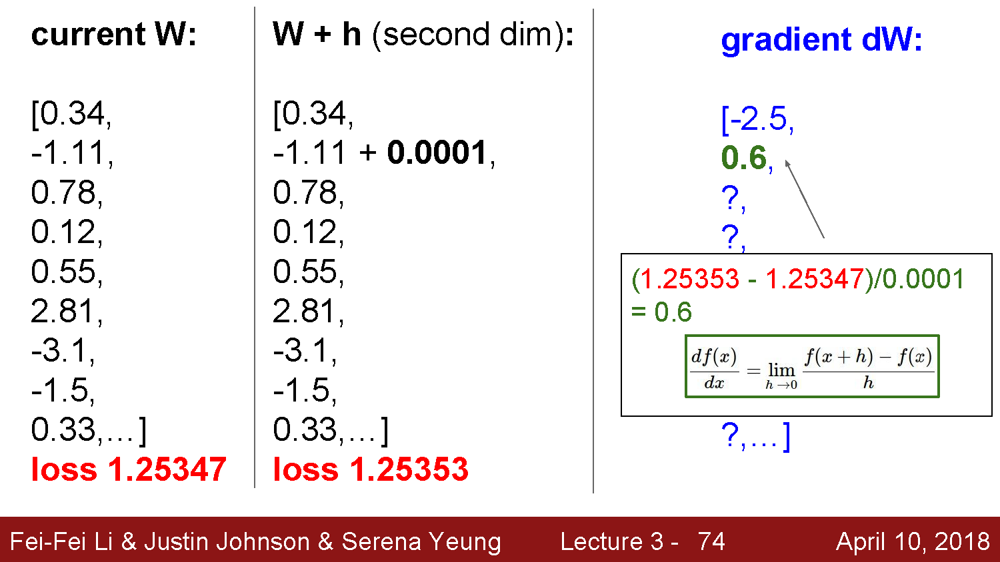 current W:
[0.34,
-1.11,
0.78,
0.12,
0.55,
2.81,
-3.1,
-1.5,
0.33,…]
loss 1.25347
W + h (second dim):
[0.34,
-1.11 + 0.0001,
0.78,
0.12,
0.55,
2.81,
-3.1,
-1.5,
0.33,…]
loss 1.25353
gradient dW:
[-2.5,
0.6,
?,
?,
(1.25353 - 1.25347)/0.0001
= 0.6
df(x)/dx = lim h→0 f(x + h) − f(x)/h
?,…]
Fei-Fei Li & Justin Johnson & Serena Yeung Lecture 3 - 74 April 10, 2018